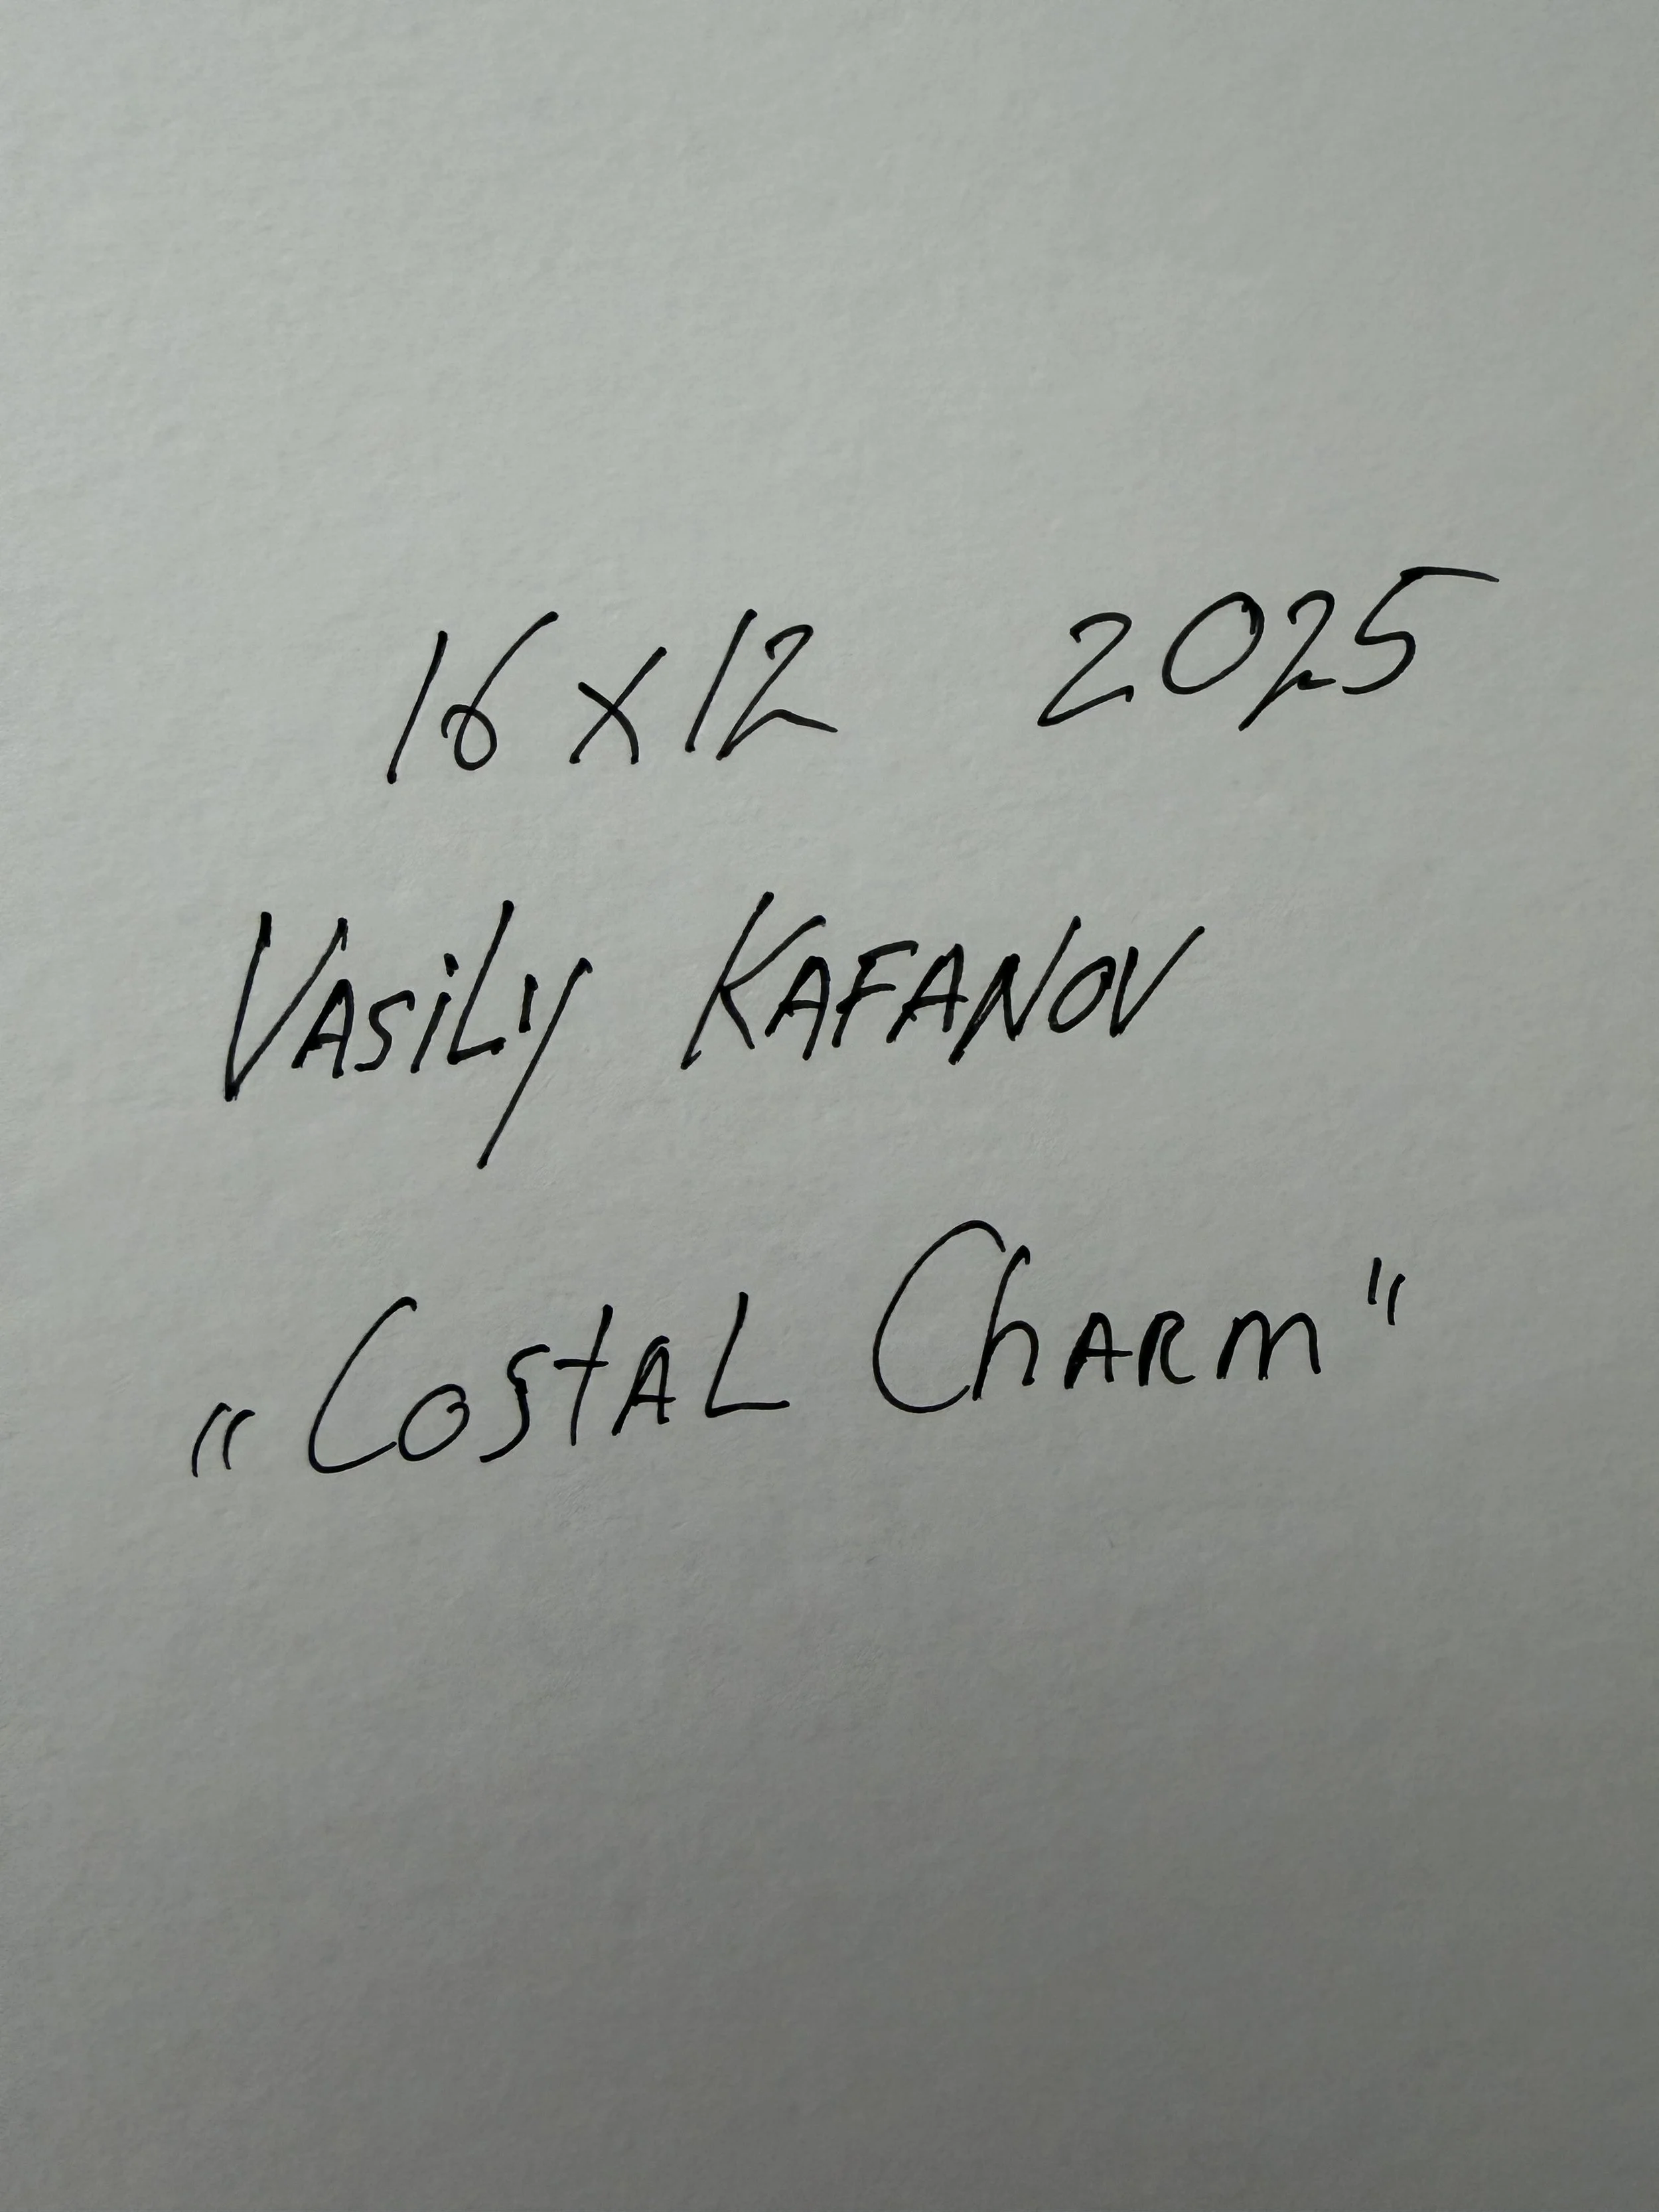 16 x 12 2025
VASiLY KAFANOV
„COSTAL ChARM"